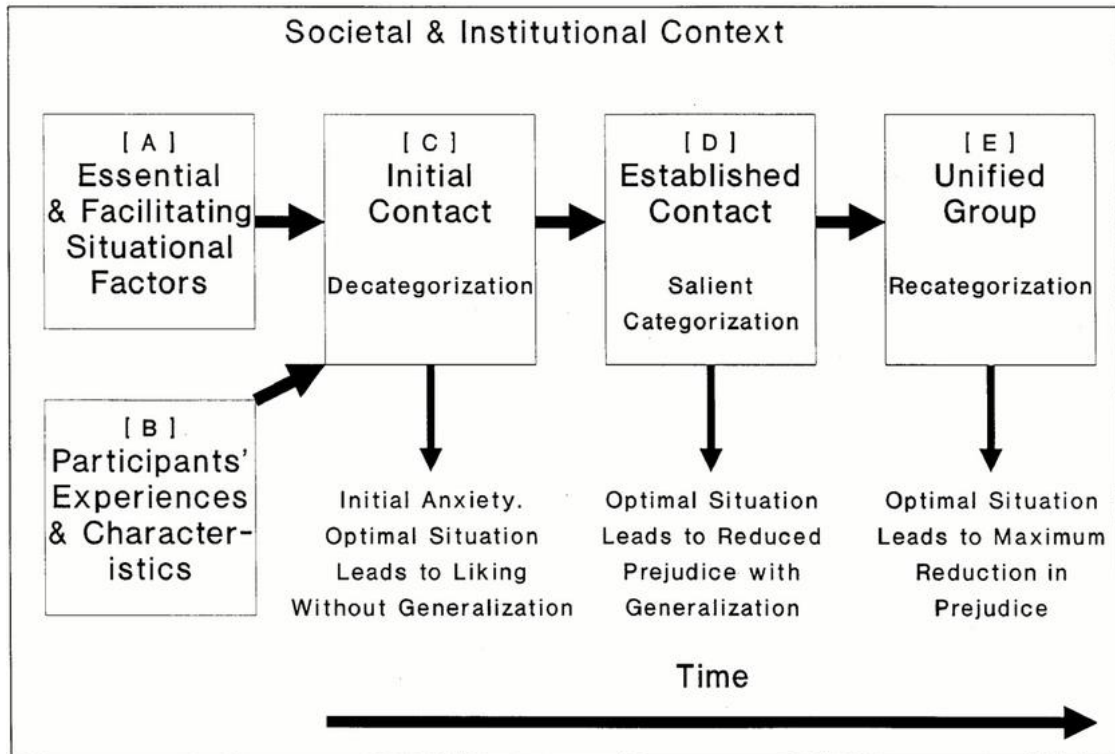 Societal & Institutional Context
[ A ]
Essential
& Facilitating
Situational
Factors
[ B ]
Participants'
Experiences
& Character-
istics
[ C ]
Initial
Contact
Decategorization
Initial Anxiety.
Optimal Situation
Leads to Liking
Without Generalization
[ D ]
Established
Contact
Salient
Categorization
Optimal Situation
Leads to Reduced
Prejudice with
Generalization
[ E ]
Unified
Group
Recategorization
Optimal Situation
Leads to Maximum
Reduction in
Prejudice
Time